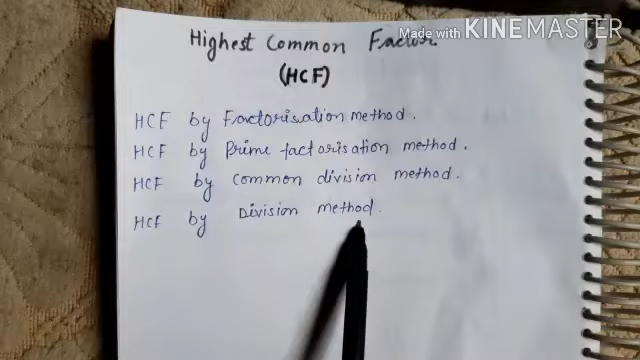 Made with KINEMASTER
Highest Common Factor
(HCF)
HCF by Factorisation method.
HCF by Prime factorisation method.
HCF by common division method.
HCF by Division method.